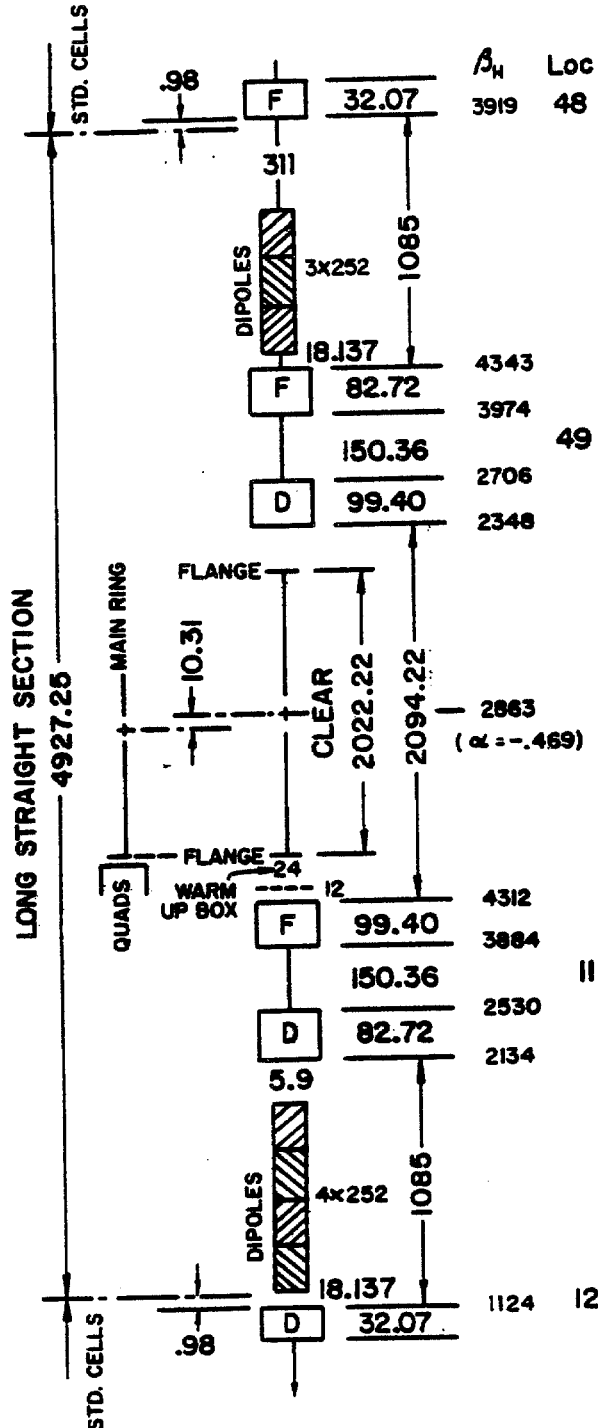 β_H Loc
STD. CELLS
.98
F
32.07
3919 48
311
DIPOLES
3X252
1085
18.137
4343
F
82.72
3974
49
150.36
2706
D
99.40
2348
FLANGE
MAIN RING
10.31
CLEAR
2022.22
2094.22
2863
(α = -.469)
LONG STRAIGHT SECTION
4927.25
FLANGE
24
WARM
UP BOX
12
QUADS
4312
F
99.40
3884
11
150.36
2530
D
82.72
2134
5.9
DIPOLES
4X252
1085
18.137
1124 12
D
32.07
.98
STD. CELLS